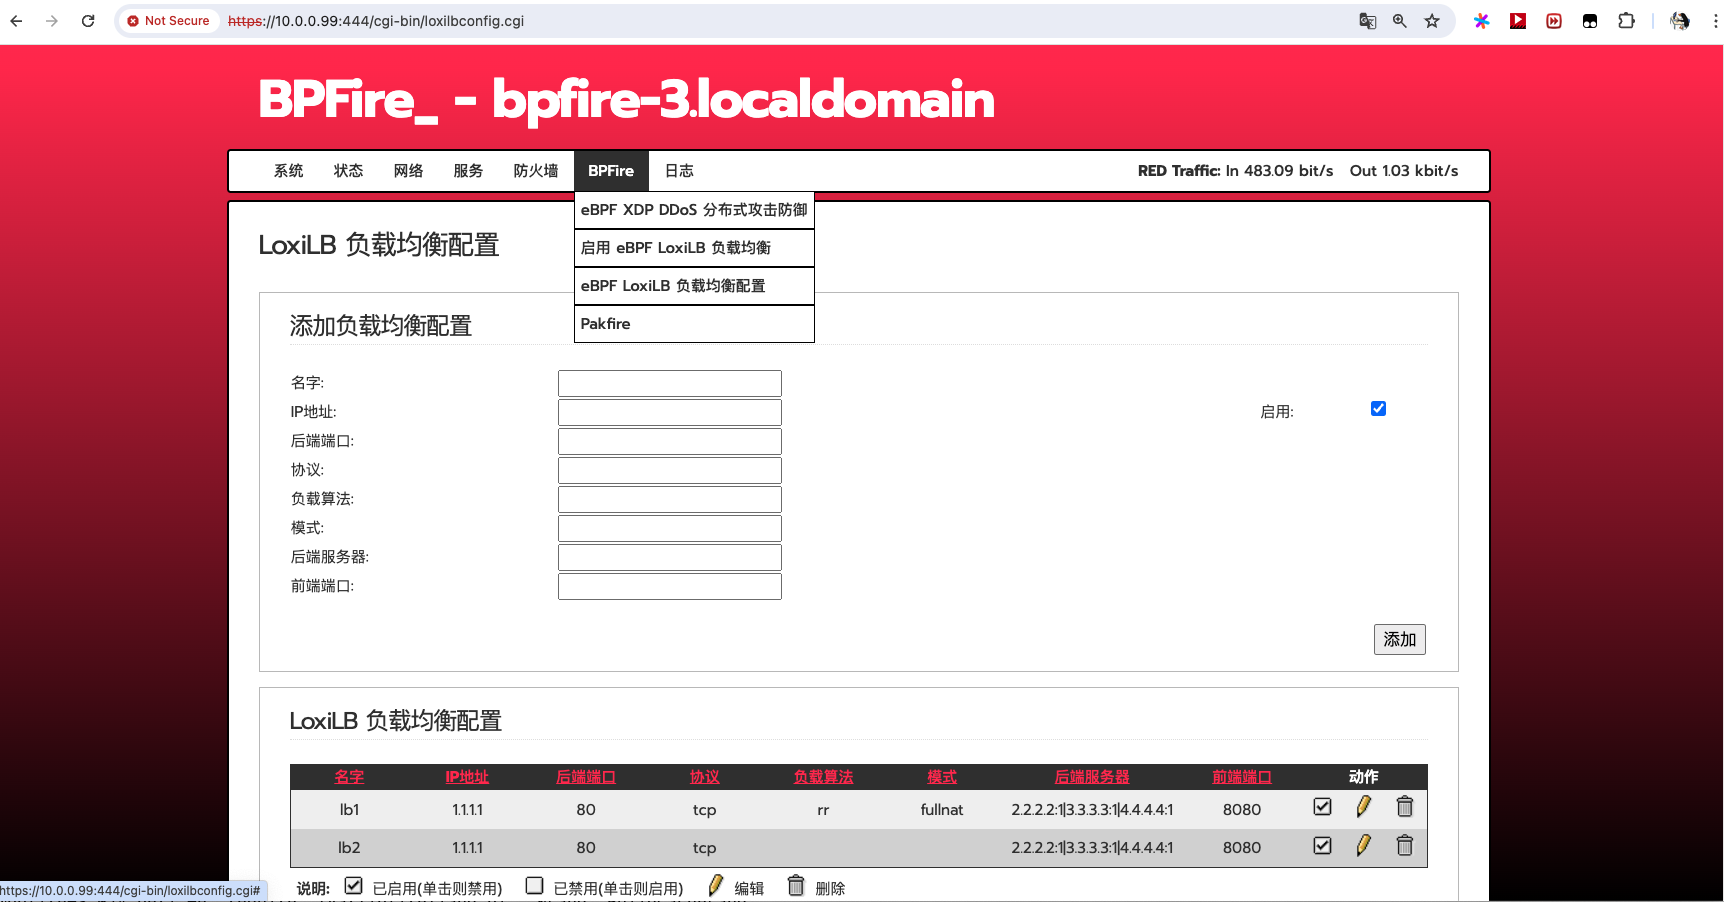 Not Secure https://10.0.0.99:444/cgi-bin/loxilbconfig.cgi
BPFire_ - bpfire-3.localdomain
系统 状态 网络 服务 防火墙 BPFire 日志 RED Traffic: In 483.09 bit/s Out 1.03 kbit/s
eBPF XDP DDoS 分布式攻击防御
启用 eBPF LoxiLB 负载均衡
eBPF LoxiLB 负载均衡配置
Pakfire
LoxiLB 负载均衡配置
添加负载均衡配置
名字:
IP地址: 启用:
后端端口:
协议:
负载算法:
模式:
后端服务器:
前端端口:
添加
LoxiLB 负载均衡配置
名字 IP地址 后端端口 协议 负载算法 模式 后端服务器 前端端口 动作
lb1 1.1.1.1 80 tcp rr fullnat 2.2.2.2:1|3.3.3.3:1|4.4.4.4:1 8080
lb2 1.1.1.1 80 tcp 2.2.2.2:1|3.3.3.3:1|4.4.4.4:1 8080
说明: 已启用(单击则禁用) 已禁用(单击则启用) 编辑 删除
https://10.0.0.99:444/cgi-bin/loxilbconfig.cgi#